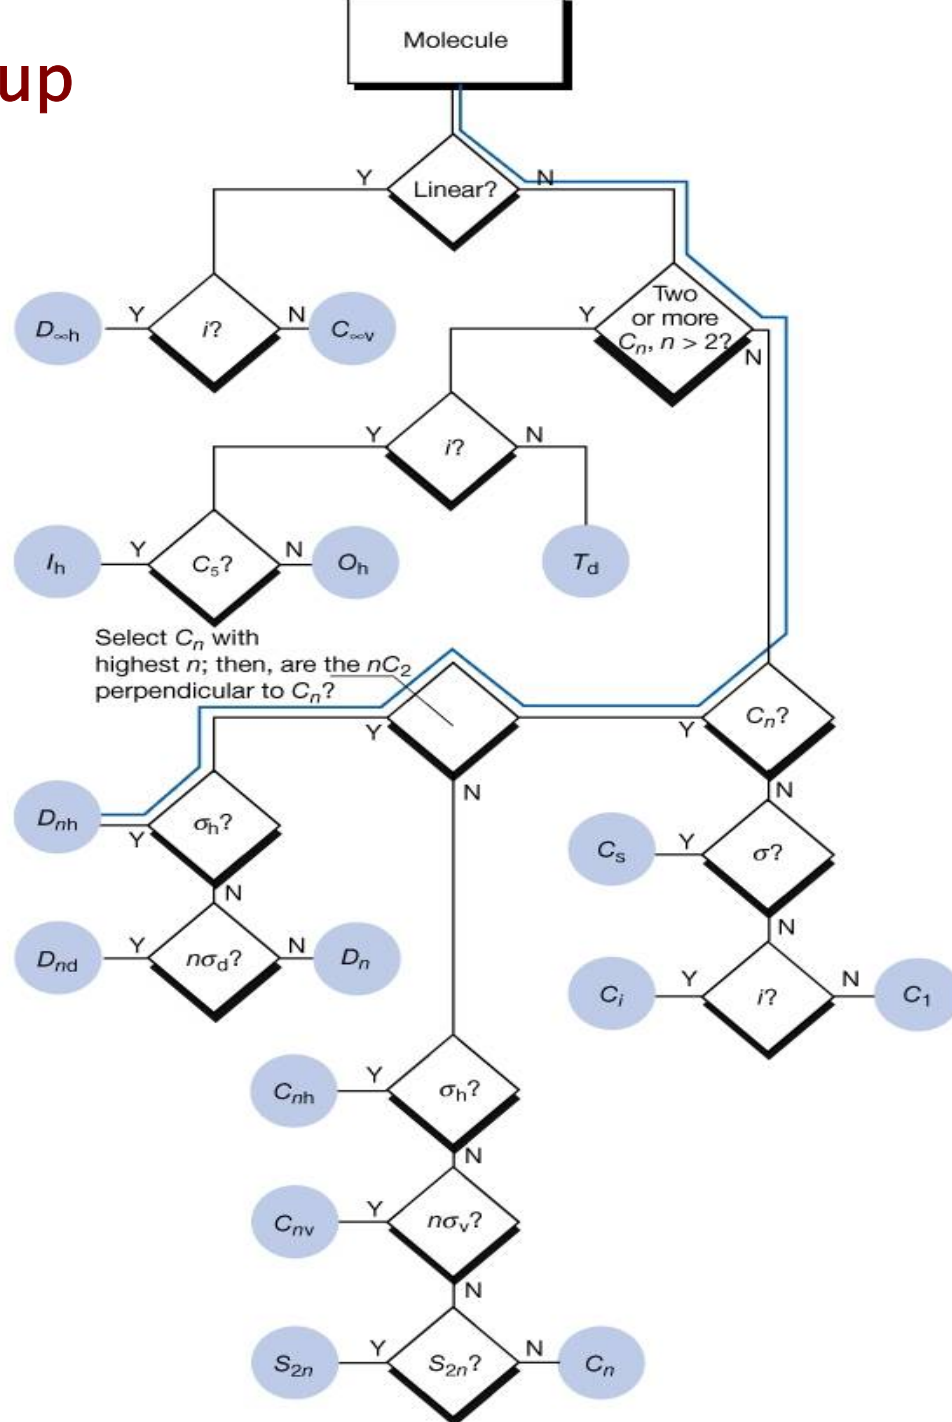 up
Molecule
Y
Linear?
N
D∞h
Y
i?
N
C∞v
Y
Two
or more
Cn, n > 2?
N
Y
i?
N
Ih
Y
C5?
N
Oh
Td
Select Cn with
highest n; then, are the nC2
perpendicular to Cn?
Y
N
Y
Cn?
N
Dnh
Y
σh?
N
Cs
Y
σ?
N
Dnd
Y
nσd?
N
Dn
Ci
Y
i?
N
C1
Cnh
Y
σh?
N
Cnv
Y
nσv?
N
S2n
Y
S2n?
N
Cn